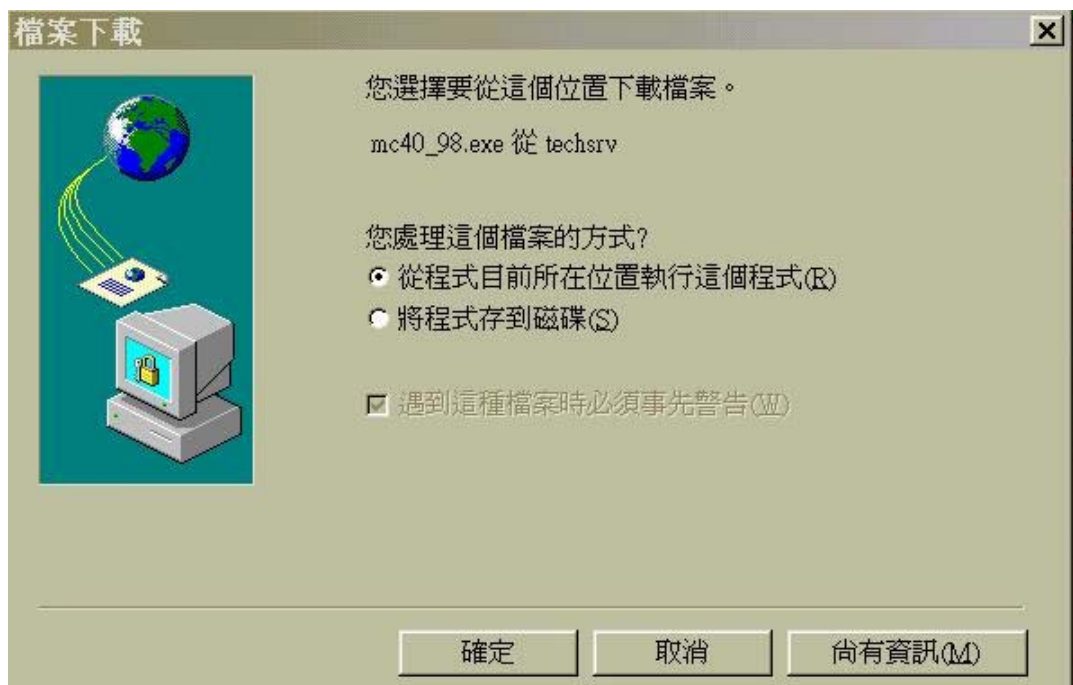 檔案下載
您選擇要從這個位置下載檔案。
mc40_98.exe 從 techsrv
您處理這個檔案的方式?
從程式目前所在位置執行這個程式(R)
將程式存到磁碟(S)
遇到這種檔案時必須事先警告(W)
確定
取消
尚有資訊(M)